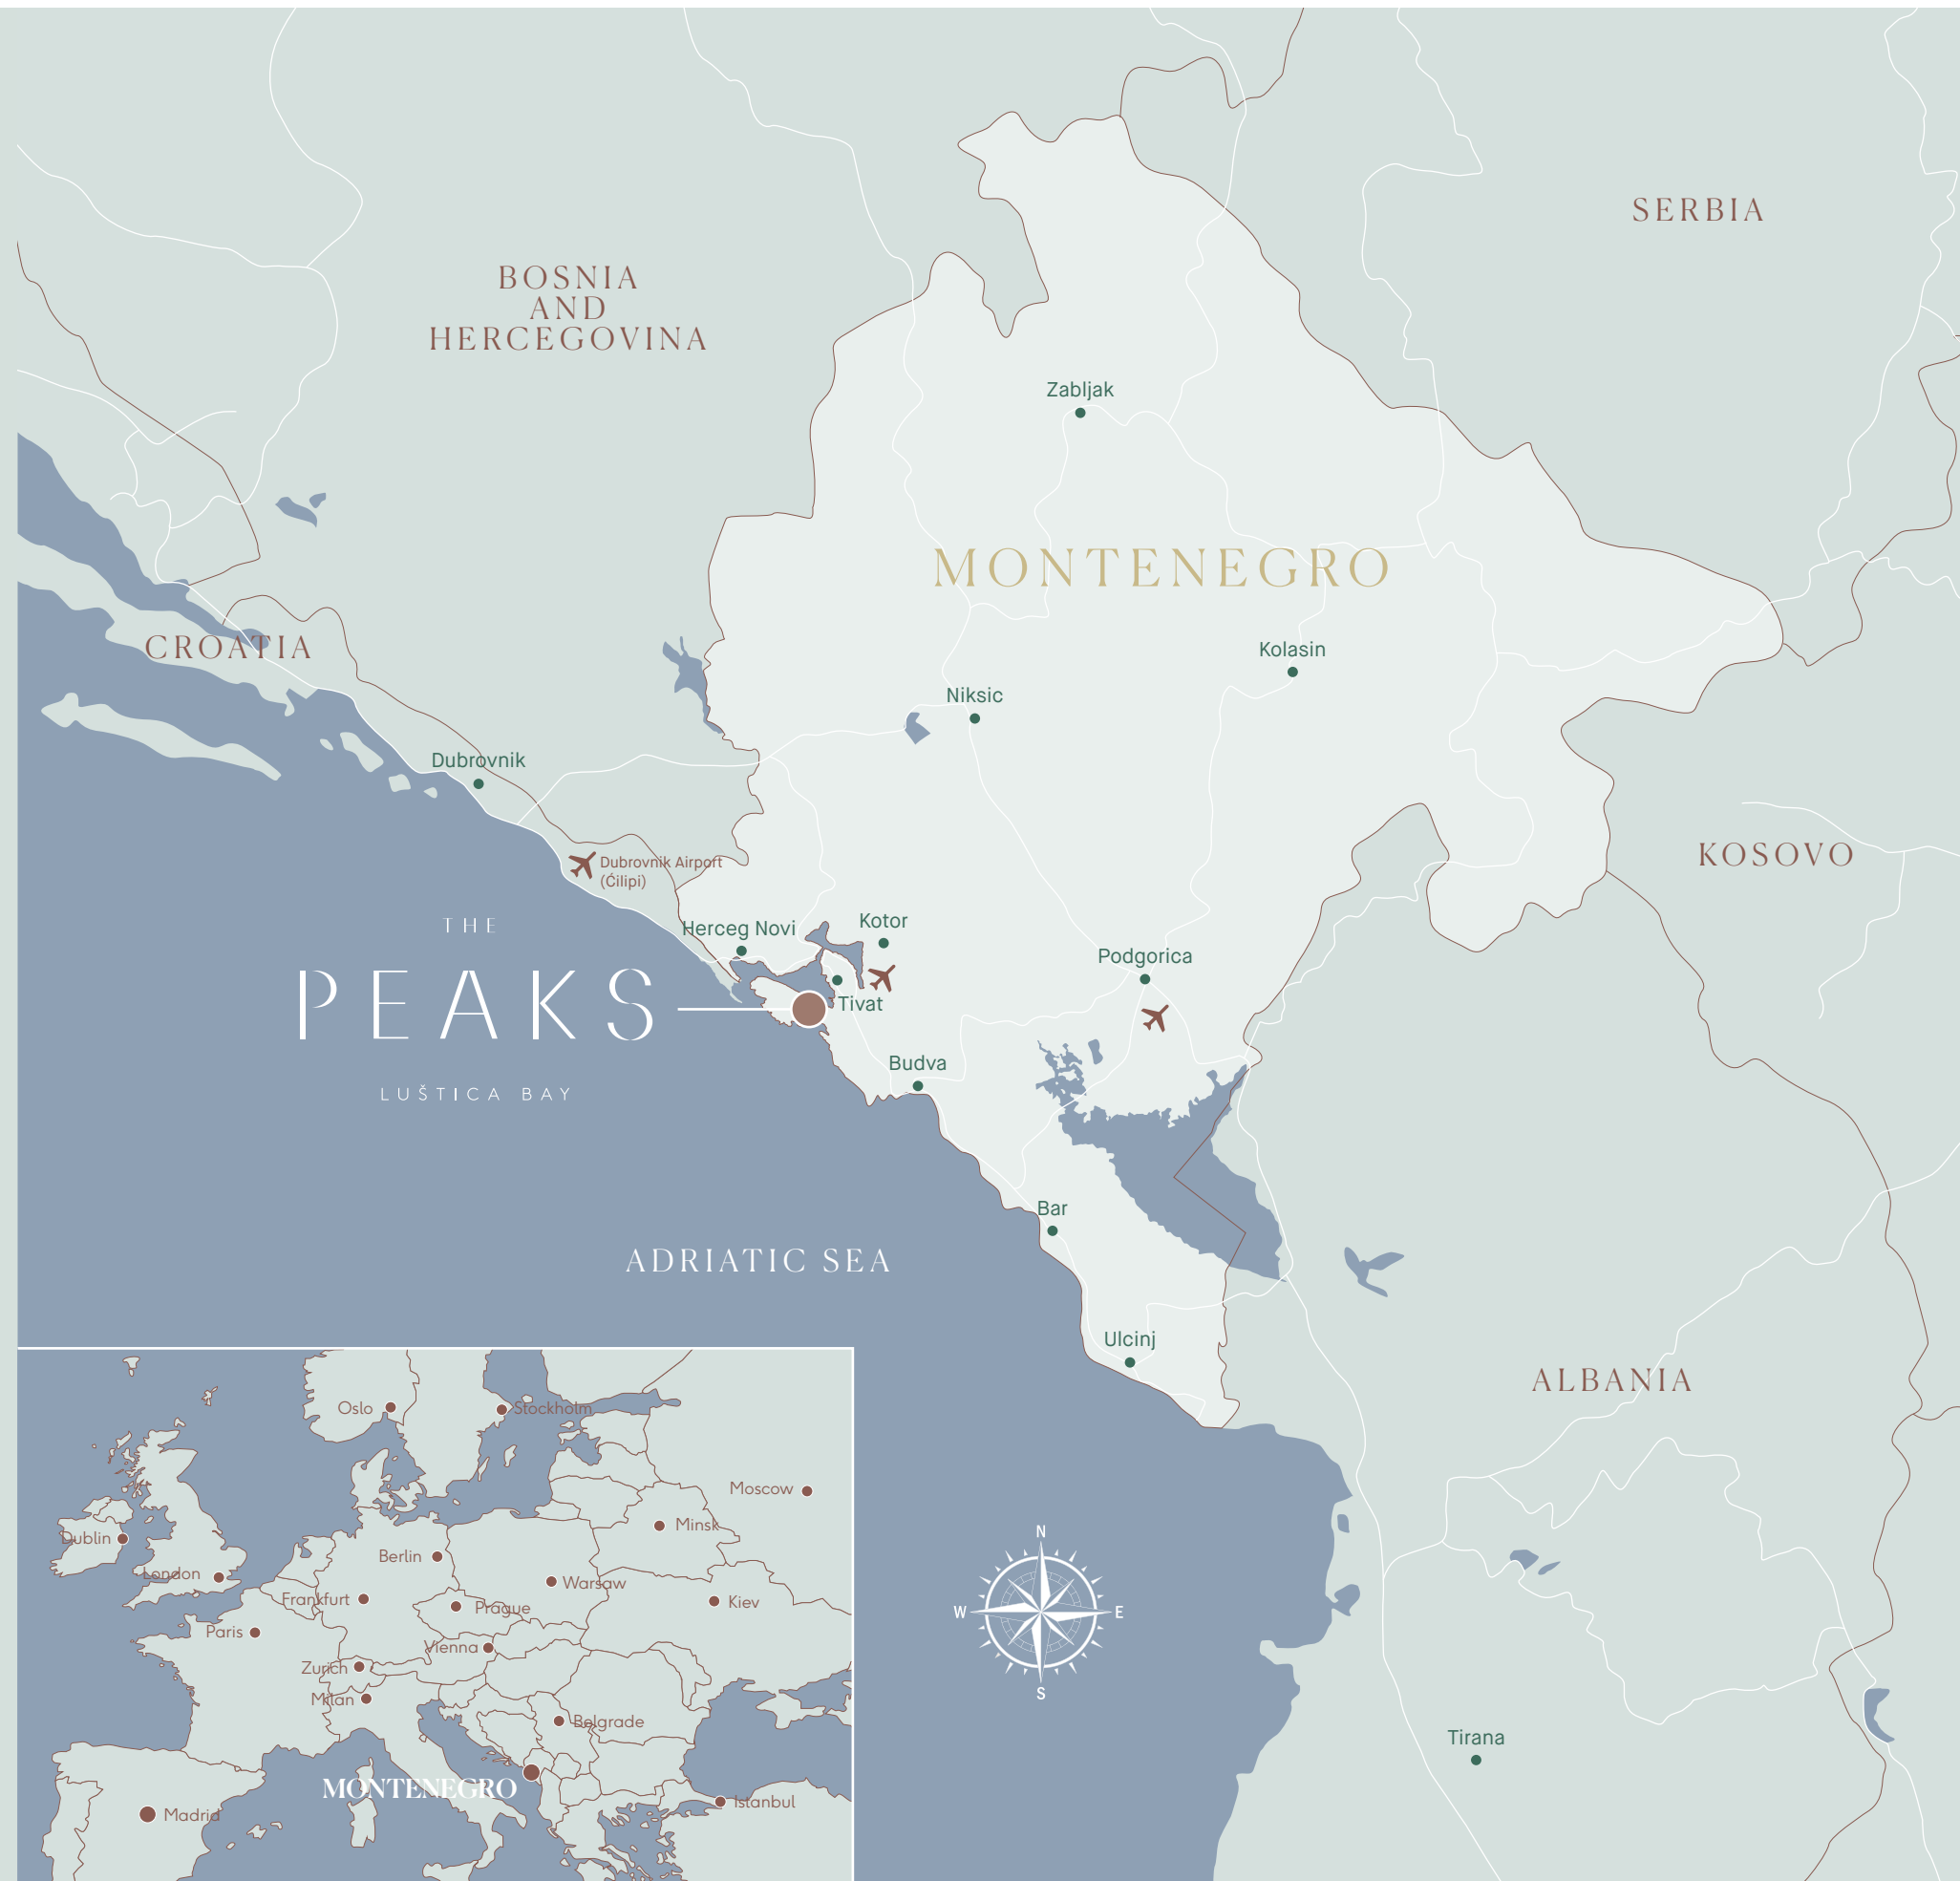 SERBIA
BOSNIA
AND
HERCEGOVINA
Zabljak
MONTENEGRO
CROATIA
Kolasin
Niksic
Dubrovnik
KOSOVO
Dubrovnik Airport
(Ćilipi)
THE
Herceg Novi
Kotor
Podgorica
PEAKS
Tivat
Budva
LUŠTICA BAY
Bar
ADRIATIC SEA
Ulcinj
ALBANIA
Oslo
Stockholm
Moscow
Minsk
Dublin
Berlin
London
Warsaw
Frankfurt
Prague
Kiev
Paris
Vienna
Zurich
Milan
Belgrade
MONTENEGRO
Istanbul
Madrid
N
W
E
S
Tirana